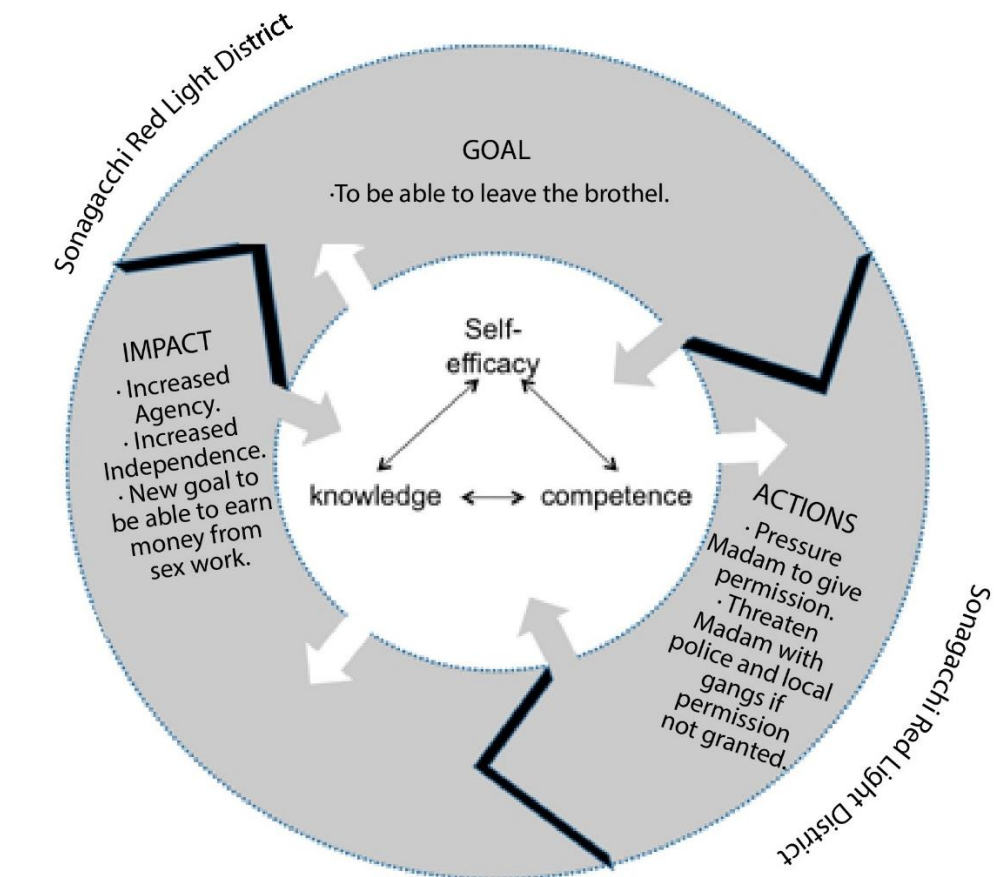 Sonagacchi Red Light District
GOAL
·To be able to leave the brothel.
Self-
efficacy
knowledge
competence
IMPACT
· Increased
Agency.
· Increased
Independence.
· New goal to
be able to earn
money from
sex work.
ACTIONS
· Pressure
Madam to give
permission.
· Threaten
Madam with
police and local
gangs if
permission
not granted.
Sonagacchi Red Light District